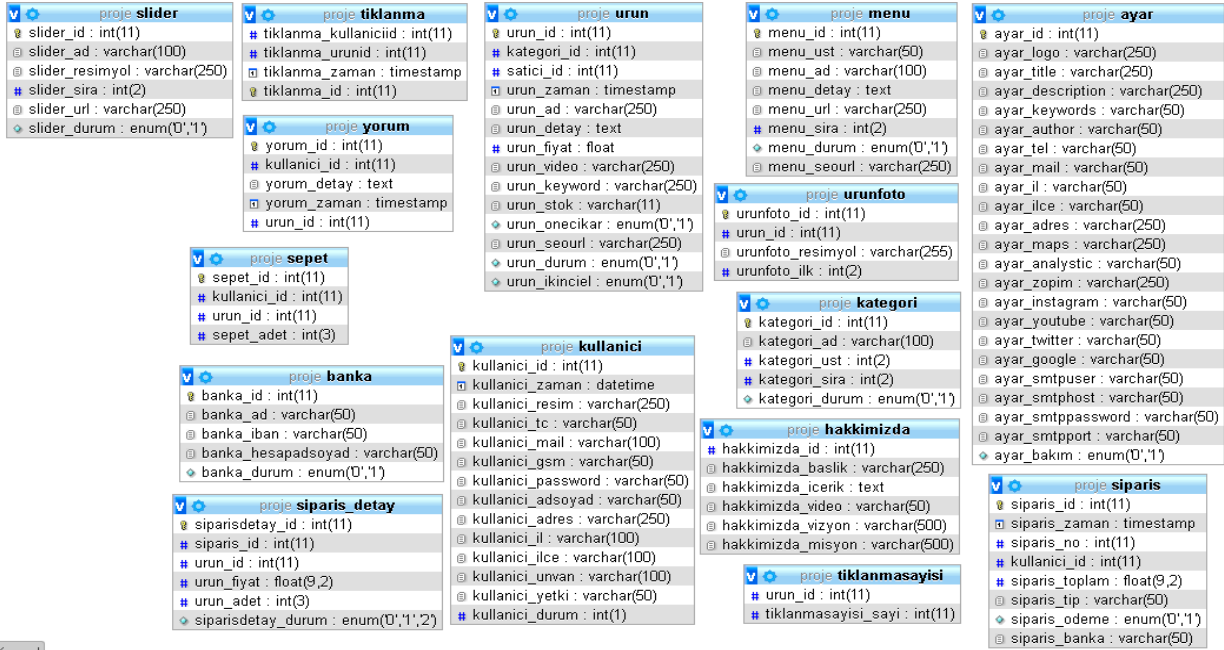 proje slider
slider_id : int(11)
slider_ad : varchar(100)
slider_resimyol : varchar(250)
slider_sira : int(2)
slider_url : varchar(250)
slider_durum : enum('0','1')
proje tiklanma
tiklanma_kullaniciid : int(11)
tiklanma_urunid : int(11)
tiklanma_zaman : timestamp
tiklanma_id : int(11)
proje yorum
yorum_id : int(11)
kullanici_id : int(11)
yorum_detay : text
yorum_zaman : timestamp
urun_id : int(11)
proje urun
urun_id : int(11)
kategori_id : int(11)
satici_id : int(11)
urun_zaman : timestamp
urun_ad : varchar(250)
urun_detay : text
urun_fiyat : float
urun_video : varchar(250)
urun_keyword : varchar(250)
urun_stok : varchar(11)
urun_onecikar : enum('0','1')
urun_seourl : varchar(250)
urun_durum : enum('0','1')
urun_ikinciel : enum('0','1')
proje menu
menu_id : int(11)
menu_ust : varchar(50)
menu_ad : varchar(100)
menu_detay : text
menu_url : varchar(250)
menu_sira : int(2)
menu_durum : enum('0','1')
menu_seourl : varchar(250)
proje ayar
ayar_id : int(11)
ayar_logo : varchar(250)
ayar_title : varchar(250)
ayar_description : varchar(250)
ayar_keywords : varchar(50)
ayar_author : varchar(50)
ayar_tel : varchar(50)
ayar_mail : varchar(50)
ayar_il : varchar(50)
ayar_ilce : varchar(50)
ayar_adres : varchar(250)
ayar_maps : varchar(250)
ayar_analystic : varchar(50)
ayar_zopim : varchar(250)
ayar_instagram : varchar(50)
ayar_youtube : varchar(50)
ayar_twitter : varchar(50)
ayar_google : varchar(50)
ayar_smtpuser : varchar(50)
ayar_smtphost : varchar(50)
ayar_smtppassword : varchar(50)
ayar_smtpport : varchar(50)
ayar_bakım : enum('0','1')
proje urunfoto
urunfoto_id : int(11)
urun_id : int(11)
urunfoto_resimyol : varchar(255)
urunfoto_ilk : int(2)
proje sepet
sepet_id : int(11)
kullanici_id : int(11)
urun_id : int(11)
sepet_adet : int(3)
proje kategori
kategori_id : int(11)
kategori_ad : varchar(100)
kategori_ust : int(2)
kategori_sira : int(2)
kategori_durum : enum('0','1')
proje kullanici
kullanici_id : int(11)
kullanici_zaman : datetime
kullanici_resim : varchar(250)
kullanici_tc : varchar(50)
kullanici_mail : varchar(100)
kullanici_gsm : varchar(50)
kullanici_password : varchar(50)
kullanici_adsoyad : varchar(50)
kullanici_adres : varchar(250)
kullanici_il : varchar(100)
kullanici_ilce : varchar(100)
kullanici_unvan : varchar(100)
kullanici_yetki : varchar(50)
kullanici_durum : int(1)
proje banka
banka_id : int(11)
banka_ad : varchar(50)
banka_iban : varchar(50)
banka_hesapadsoyad : varchar(50)
banka_durum : enum('0','1')
proje hakkimizda
hakkimizda_id : int(11)
hakkimizda_baslik : varchar(250)
hakkimizda_icerik : text
hakkimizda_video : varchar(50)
hakkimizda_vizyon : varchar(500)
hakkimizda_misyon : varchar(500)
proje siparis_detay
siparisdetay_id : int(11)
siparis_id : int(11)
urun_id : int(11)
urun_fiyat : float(9,2)
urun_adet : int(3)
siparisdetay_durum : enum('0','1','2')
proje tiklanmasayisi
urun_id : int(11)
tiklanmasayisi_sayi : int(11)
proje siparis
siparis_id : int(11)
siparis_zaman : timestamp
siparis_no : int(11)
kullanici_id : int(11)
siparis_toplam : float(9,2)
siparis_tip : varchar(50)
siparis_odeme : enum('0','1')
siparis_banka : varchar(50)